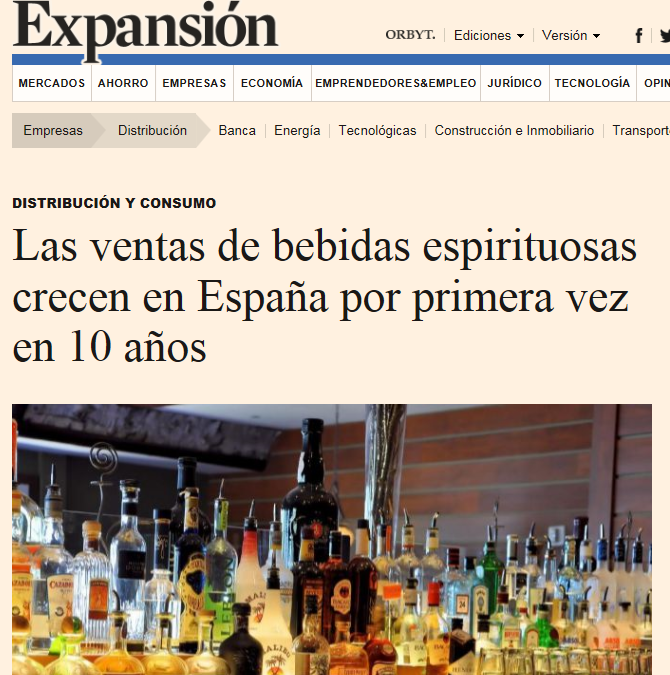 Expansión
ORBYT. Ediciones Versión
MERCADOS AHORRO EMPRESAS ECONOMÍA EMPRENDEDORES&EMPLEO JURÍDICO TECNOLOGÍA OPIN
Empresas Distribución Banca Energía Tecnológicas Construcción e Inmobiliario Transport
DISTRIBUCIÓN Y CONSUMO
Las ventas de bebidas espirituosas
crecen en España por primera vez
en 10 años